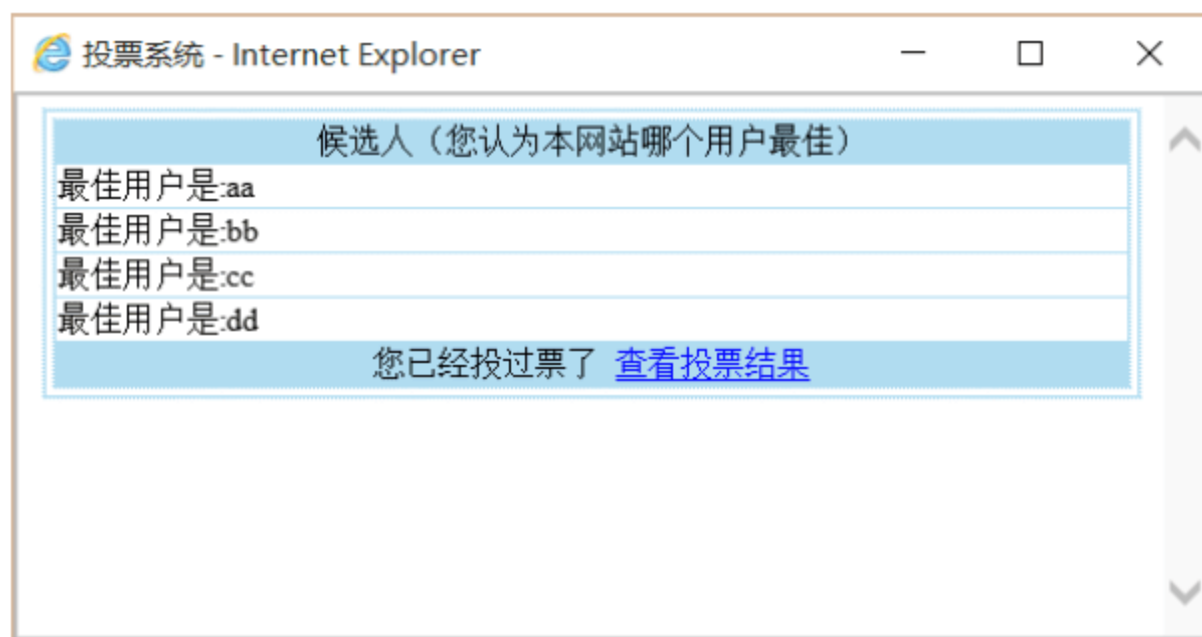 投票系统 - Internet Explorer
候选人（您认为本网站哪个用户最佳）
最佳用户是:aa
最佳用户是:bb
最佳用户是:cc
最佳用户是:dd
您已经投过票了 查看投票结果